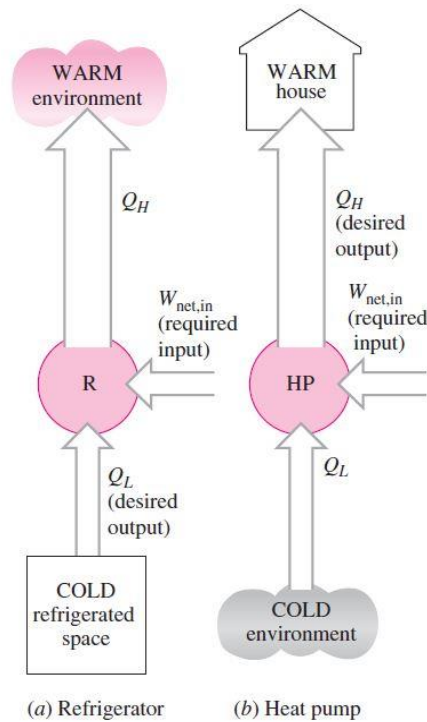 WARM
environment
Q_H
W_net,in
(required
input)
R
Q_L
(desired
output)
COLD
refrigerated
space
(a) Refrigerator
WARM
house
Q_H
(desired
output)
W_net,in
(required
input)
HP
Q_L
COLD
environment
(b) Heat pump